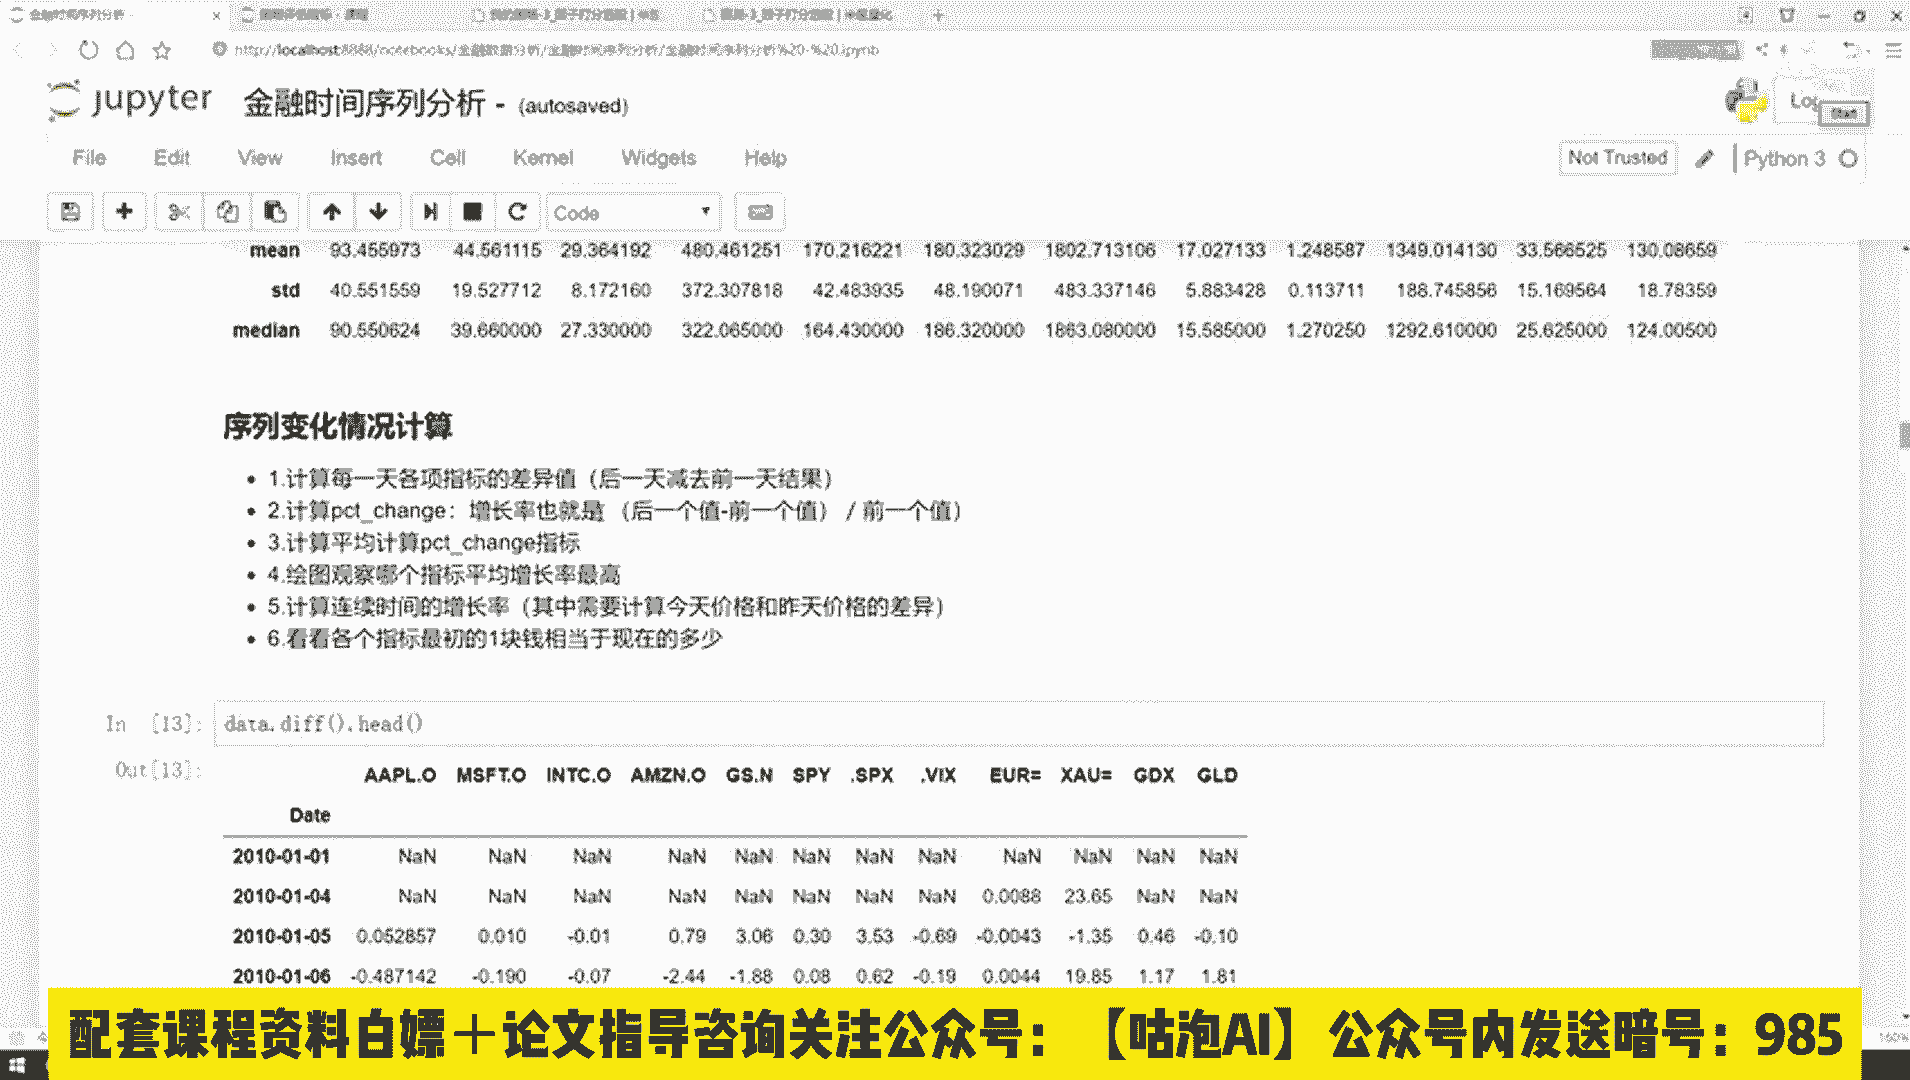 jupyter 金融时间序列分析 - (autosaved)
File Edit View Insert Cell Kernel Widgets Help
Not Trusted Python 3
Code
mean 93.455973 44.561115 29.364192 480.461251 170.216221 180.323029 1802.713106 17.027133 1.248587 1349.014130 33.566525 130.08659
std 40.551559 19.527712 8.172160 372.307818 42.483935 48.190071 483.337146 5.883428 0.113711 188.745856 15.169564 18.78359
median 90.550624 39.660000 27.330000 322.065000 164.430000 186.320000 1863.080000 15.585000 1.270250 1292.610000 25.625000 124.00500
序列变化情况计算
• 1.计算每一天各项指标的差异值（后一天减去前一天结果）
• 2.计算pct_change：增长率也就是 （后一个值-前一个值） / 前一个值）
• 3.计算平均计算pct_change指标
• 4.绘图观察哪个指标平均增长率最高
• 5.计算连续时间的增长率（其中需要计算今天价格和昨天价格的差异）
• 6.看看各个指标最初的1块钱相当于现在的多少
In [13]: data.diff().head()
Out[13]:
AAPL.O MSFT.O INTC.O AMZN.O GS.N SPY .SPX .VIX EUR= XAU= GDX GLD
Date
2010-01-01 NaN NaN NaN NaN NaN NaN NaN NaN NaN NaN NaN NaN
2010-01-04 NaN NaN NaN NaN NaN NaN NaN NaN 0.0088 23.65 NaN NaN
2010-01-05 0.052857 0.010 -0.01 0.79 3.06 0.30 3.53 -0.69 -0.0043 -1.35 0.46 -0.10
2010-01-06 -0.487142 -0.190 -0.07 -2.44 -1.88 0.08 0.62 -0.19 0.0044 19.85 1.17 1.81
配套课程资料白嫖＋论文指导咨询关注公众号：【咕泡AI】公众号内发送暗号：985